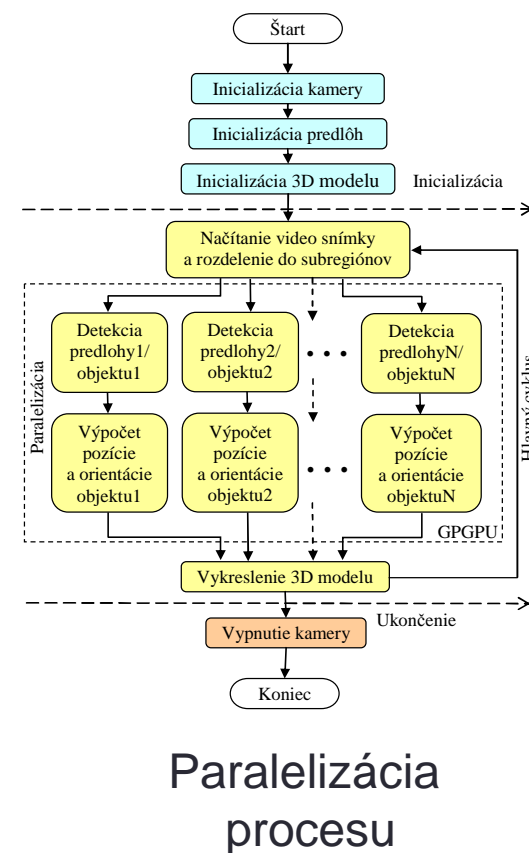 Štart
Inicializácia kamery
Inicializácia predlôh
Inicializácia 3D modelu
Inicializácia
Načítanie video snímky
a rozdelenie do subregiónov
Paralelizácia
Detekcia
predlohy1/
objektu1
Detekcia
predlohy2/
objektu2
Detekcia
predlohyN/
objektuN
Hlavný cyklus
Výpočet
pozície
a orientácie
objektu1
Výpočet
pozície
a orientácie
objektu2
Výpočet
pozície
a orientácie
objektuN
GPGPU
Vykreslenie 3D modelu
Ukončenie
Vypnutie kamery
Koniec
Paralelizácia
procesu